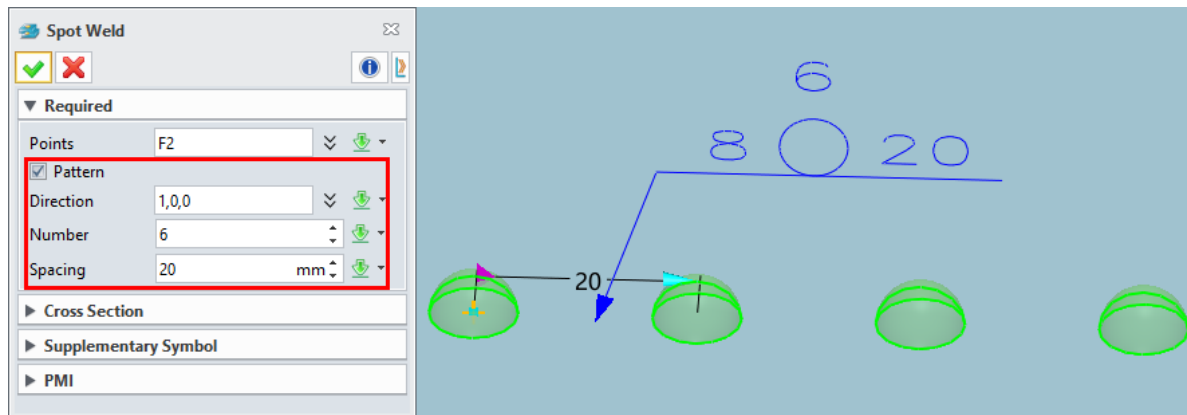 Spot Weld
Required
Points F2
Pattern
Direction 1,0,0
Number 6
Spacing 20 mm
Cross Section
Supplementary Symbol
PMI
6
8 20
20